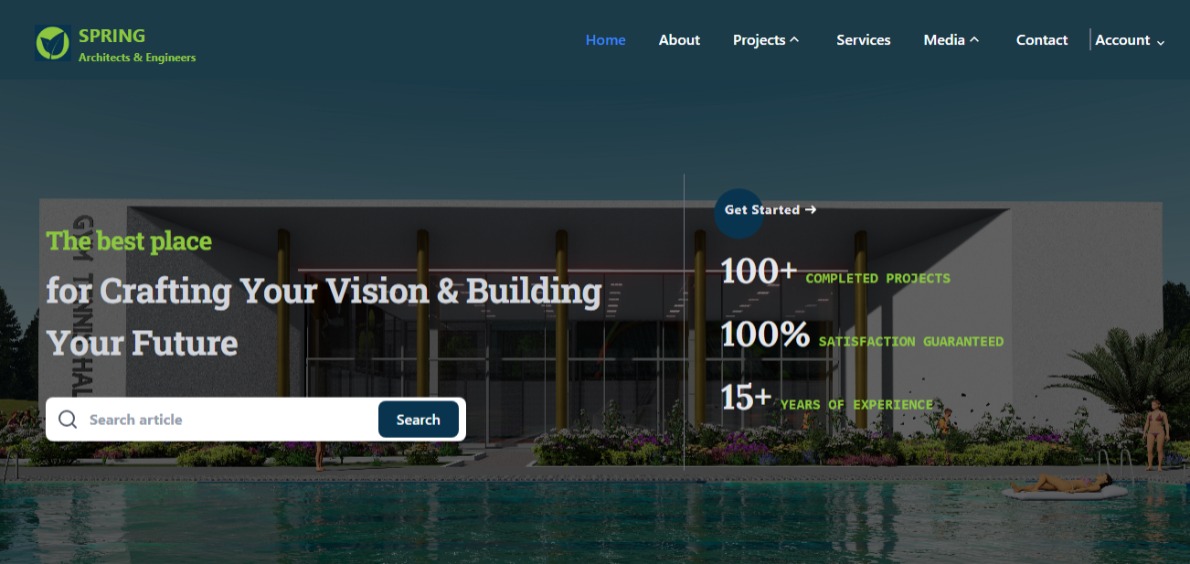 SPRING
Architects & Engineers
Home About Projects Services Media Contact Account
GYM TENNIS HALL
The best place
for Crafting Your Vision & Building
Your Future
Search article Search
Get Started →
100+ COMPLETED PROJECTS
100% SATISFACTION GUARANTEED
15+ YEARS OF EXPERIENCE